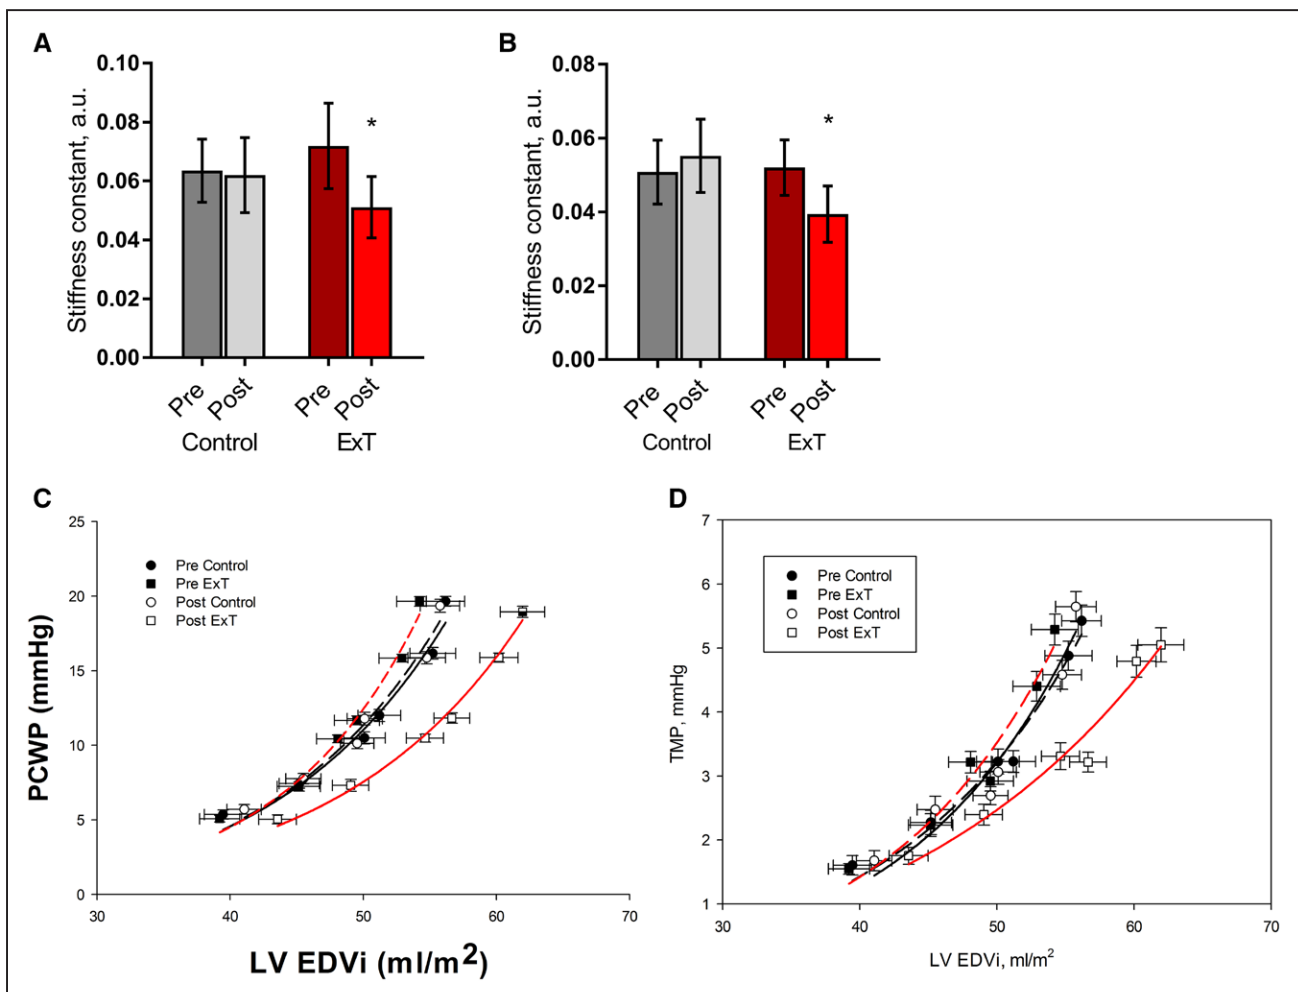 A
Stiffness constant, a.u.
0.10
0.08
0.06
0.04
0.02
0.00
*
Pre
Post
Pre
Post
Control
ExT
B
Stiffness constant, a.u.
0.08
0.06
0.04
0.02
0.00
*
Pre
Post
Pre
Post
Control
ExT
C
PCWP (mmHg)
25
20
15
10
5
0
Pre Control
Pre ExT
Post Control
Post ExT
30
40
50
60
70
LV EDVi (ml/m²)
D
TMP, mmHg
7
6
5
4
3
2
1
Pre Control
Pre ExT
Post Control
Post ExT
30
40
50
60
70
LV EDVi, ml/m²